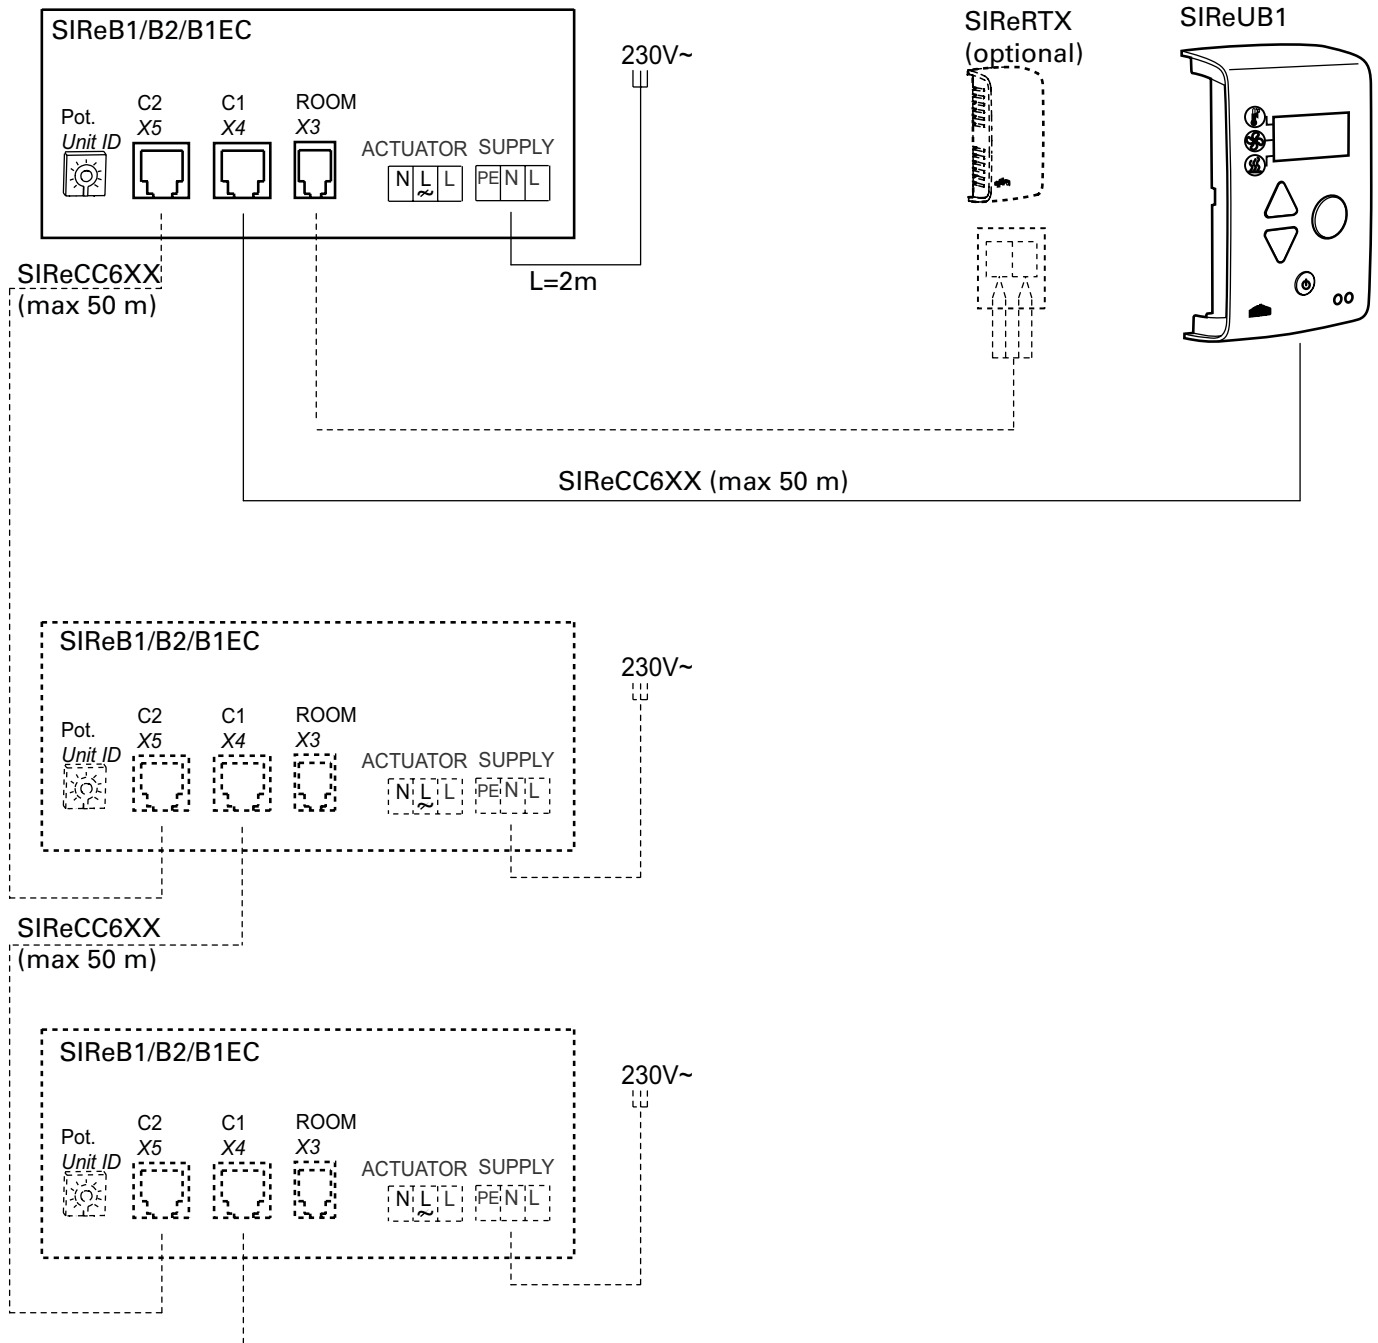 SIReB1/B2/B1EC
230V~
SIReRTX
(optional)
SIReUB1
Pot.
Unit ID
C2
X5
C1
X4
ROOM
X3
ACTUATOR
N L~ L
SUPPLY
PE N L
L=2m
SIReCC6XX
(max 50 m)
SIReCC6XX (max 50 m)
SIReB1/B2/B1EC
230V~
Pot.
Unit ID
C2
X5
C1
X4
ROOM
X3
ACTUATOR
N L~ L
SUPPLY
PE N L
SIReCC6XX
(max 50 m)
SIReB1/B2/B1EC
230V~
Pot.
Unit ID
C2
X5
C1
X4
ROOM
X3
ACTUATOR
N L~ L
SUPPLY
PE N L